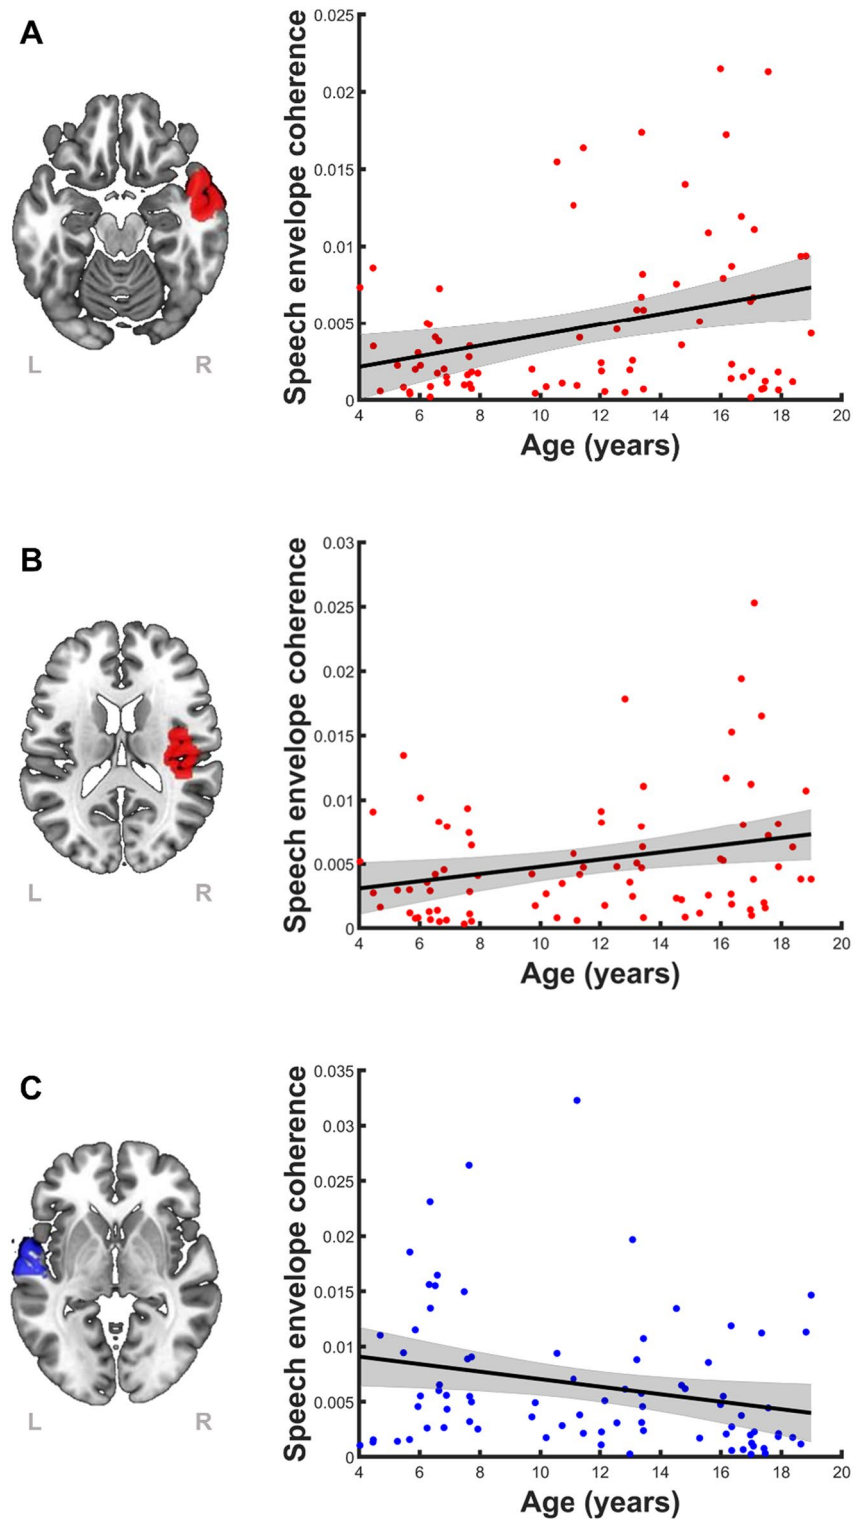 A
Speech envelope coherence
0.025
0.02
0.015
0.01
0.005
0
4 6 8 10 12 14 16 18 20
Age (years)
L R
B
Speech envelope coherence
0.03
0.025
0.02
0.015
0.01
0.005
0
4 6 8 10 12 14 16 18 20
Age (years)
L R
C
Speech envelope coherence
0.035
0.03
0.025
0.02
0.015
0.01
0.005
0
4 6 8 10 12 14 16 18 20
Age (years)
L R